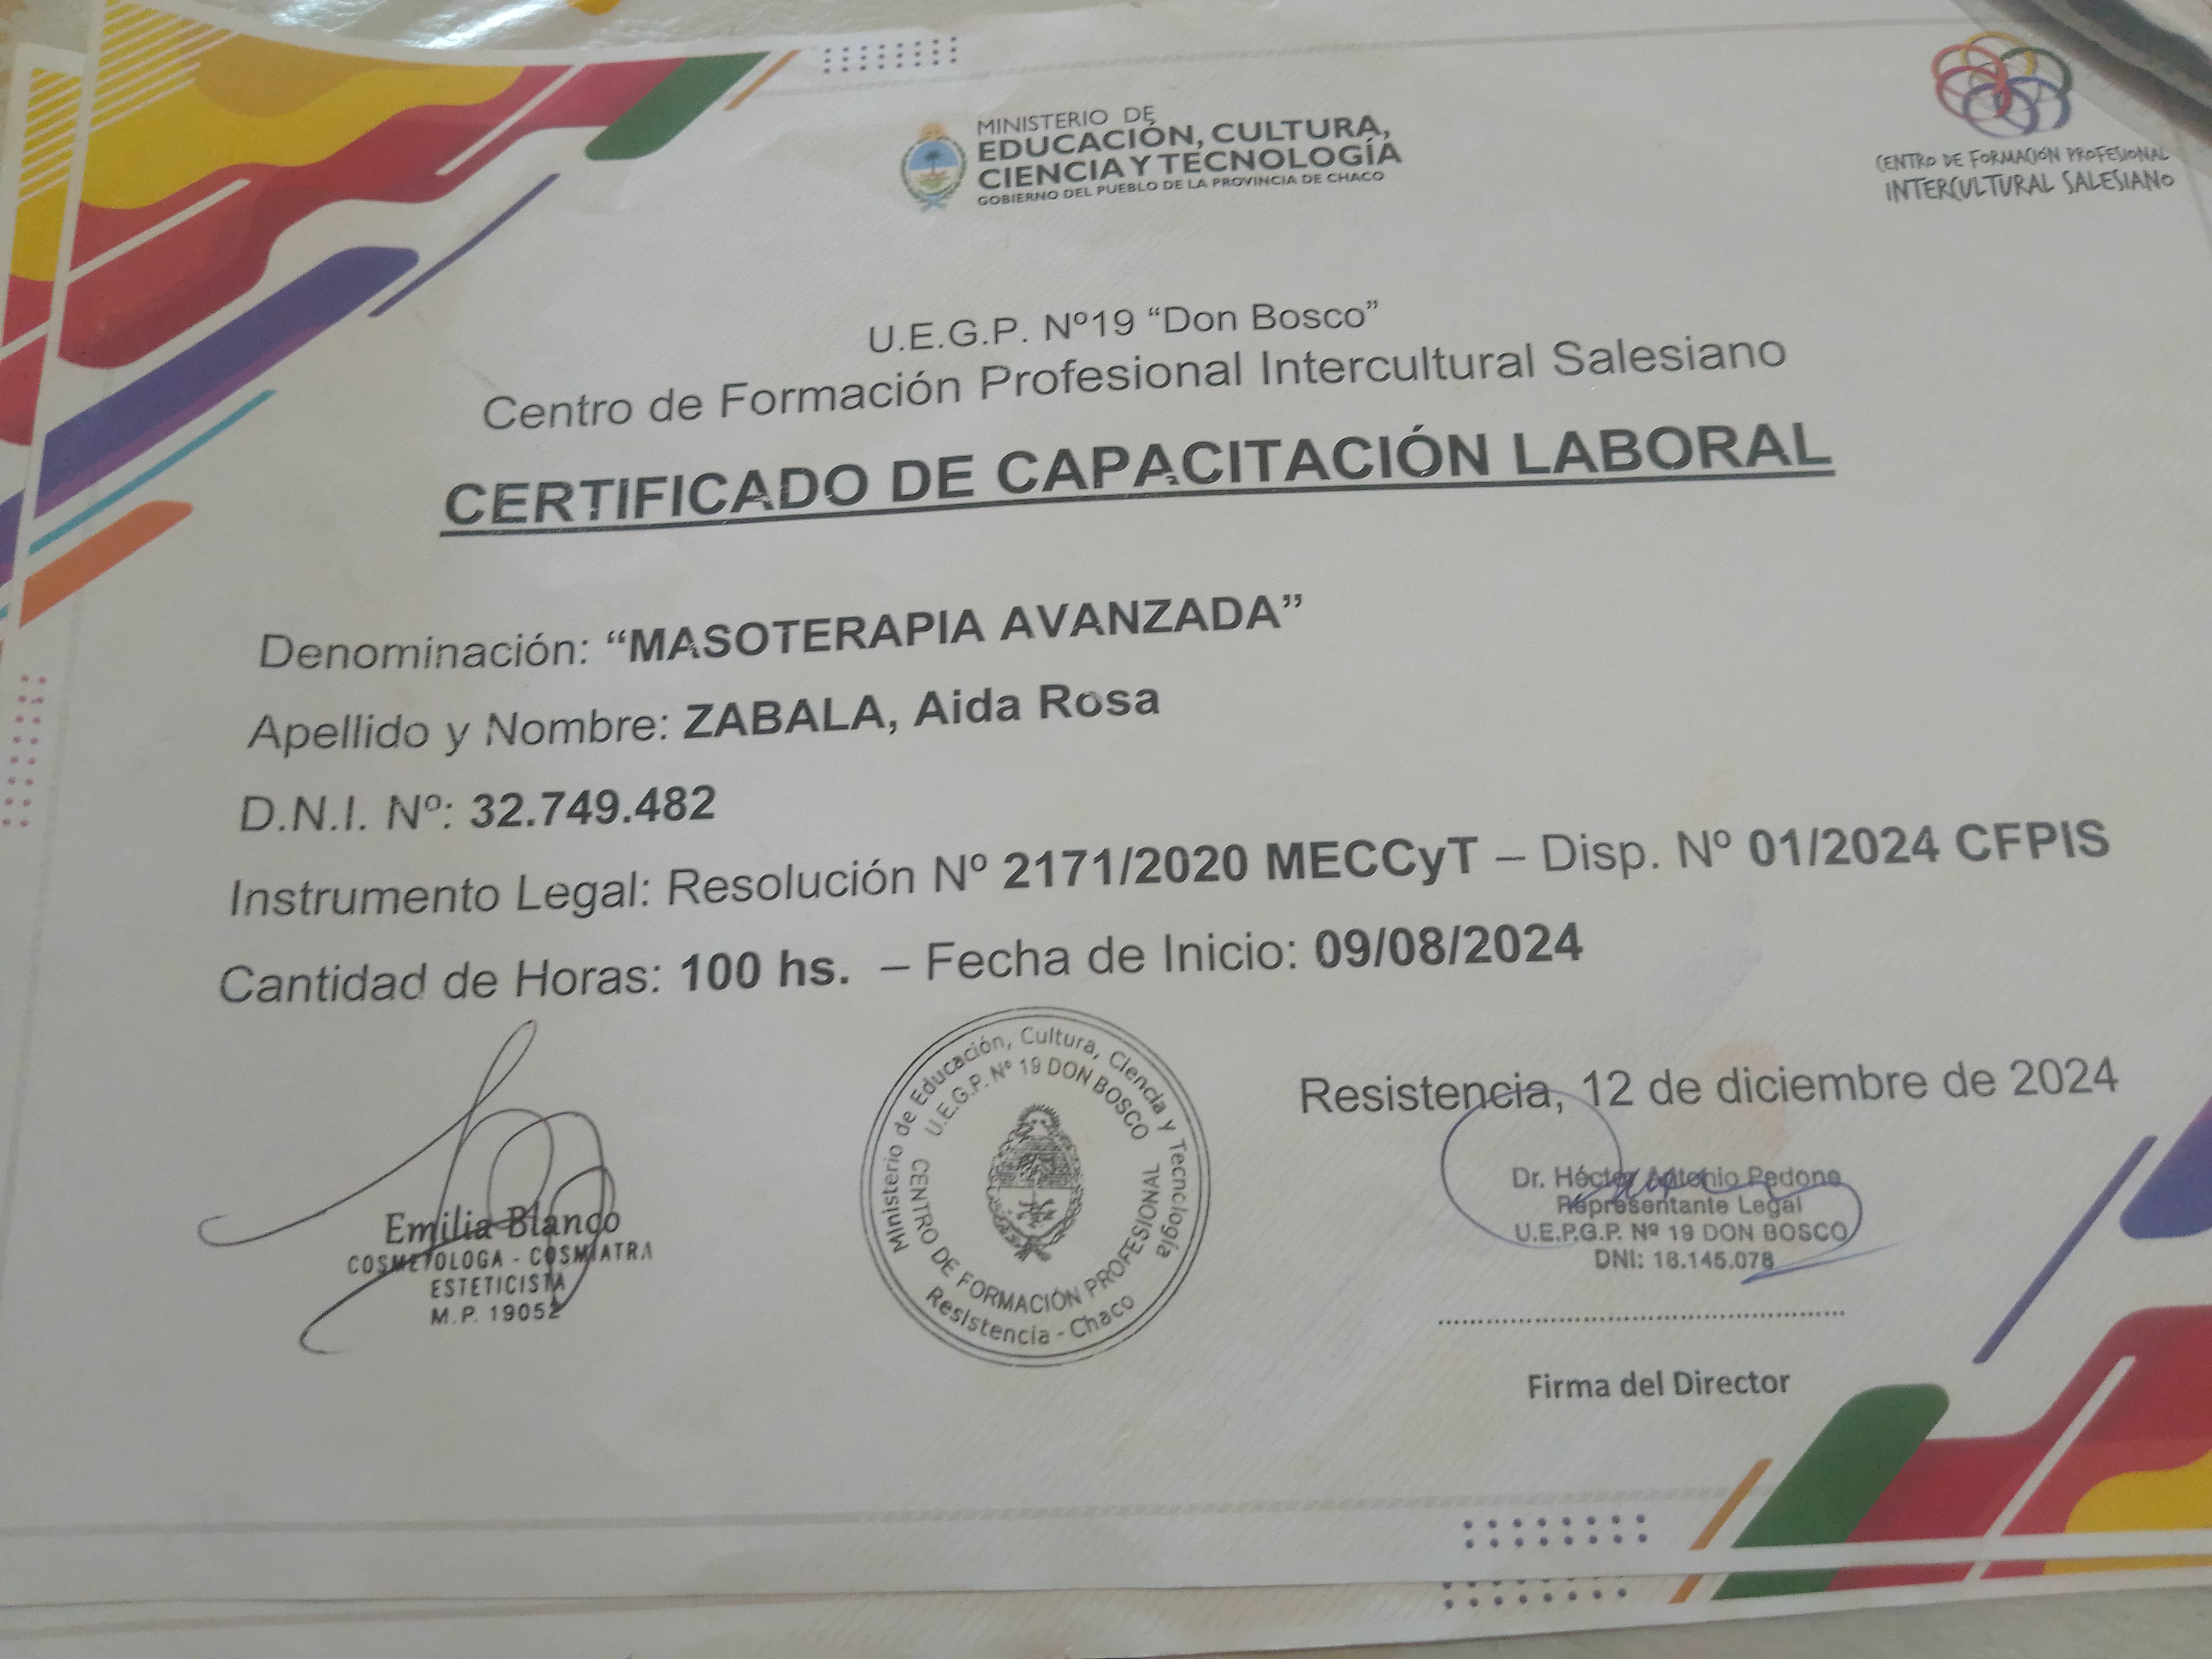 MINISTERIO DE
EDUCACIÓN, CULTURA,
CIENCIA Y TECNOLOGÍA
GOBIERNO DEL PUEBLO DE LA PROVINCIA DE CHACO
CENTRO DE FORMACIÓN PROFESIONAL
INTERCULTURAL SALESIANO
U.E.G.P. Nº19 “Don Bosco”
Centro de Formación Profesional Intercultural Salesiano
CERTIFICADO DE CAPACITACIÓN LABORAL
Denominación: “MASOTERAPIA AVANZADA”
Apellido y Nombre: ZABALA, Aida Rosa
D.N.I. Nº: 32.749.482
Instrumento Legal: Resolución Nº 2171/2020 MECCyT – Disp. Nº 01/2024 CFPIS
Cantidad de Horas: 100 hs. – Fecha de Inicio: 09/08/2024
Resistencia, 12 de diciembre de 2024
Emilia Blanco
COSMETOLOGA - COSMIATRA
ESTETICISTA
M.P. 19052
Ministerio de Educación, Cultura, Ciencia y Tecnología
U.E.G.P. Nº 19 DON BOSCO
CENTRO DE FORMACIÓN PROFESIONAL
Resistencia - Chaco
Dr. Héctor Antonio Pedone
Representante Legal
U.E.P.G.P. Nº 19 DON BOSCO
DNI: 18.145.078
Firma del Director